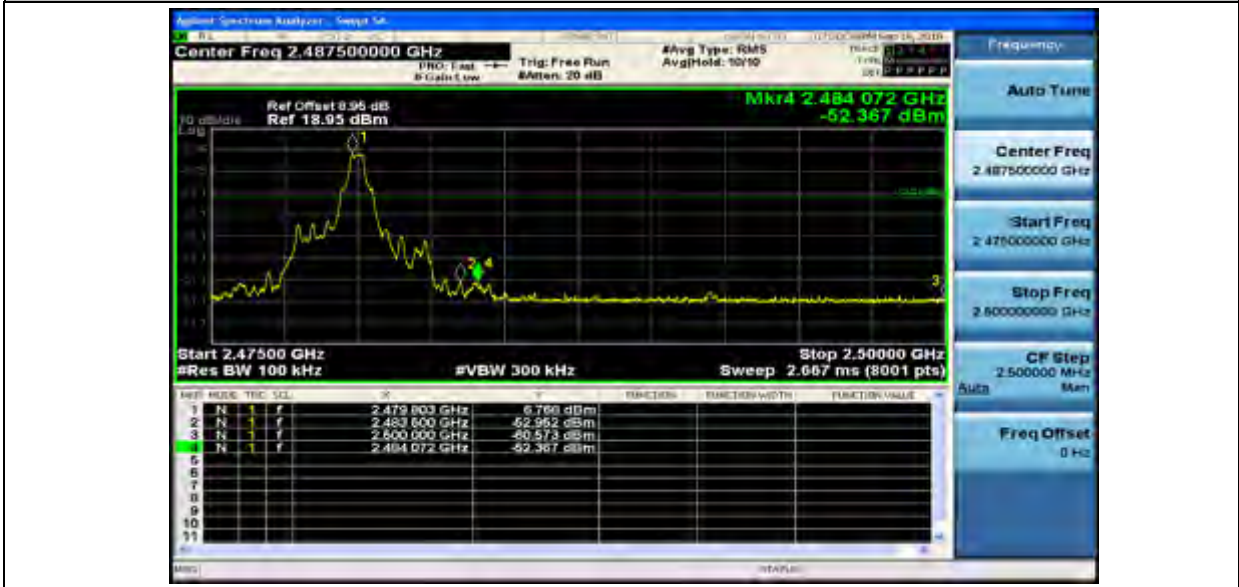 Agilent Spectrum Analyzer - Swept SA
Center Freq 2.487500000 GHz
PNO: Fast
IFGain:Low
Trig: Free Run
#Atten: 20 dB
#Avg Type: RMS
Avg|Hold: 10/10
Frequency
Mkr4 2.484 072 GHz
-52.367 dBm
Ref Offset 8.95 dB
Ref 18.95 dBm
10 dB/div
Log
1
2
4
3
Start 2.47500 GHz
Stop 2.50000 GHz
#Res BW 100 kHz
#VBW 300 kHz
Sweep 2.667 ms (8001 pts)
MKR MODE TRC SCL X Y FUNCTION FUNCTION WIDTH FUNCTION VALUE
1 N 1 f 2.479 803 GHz 6.766 dBm
2 N 1 f 2.483 500 GHz -52.952 dBm
3 N 1 f 2.500 000 GHz -60.573 dBm
4 N 1 f 2.484 072 GHz -52.367 dBm
5
6
7
8
9
10
11
MSG
STATUS
Auto Tune
Center Freq
2.487500000 GHz
Start Freq
2.475000000 GHz
Stop Freq
2.500000000 GHz
CF Step
2.500000 MHz
Auto Man
Freq Offset
0 Hz